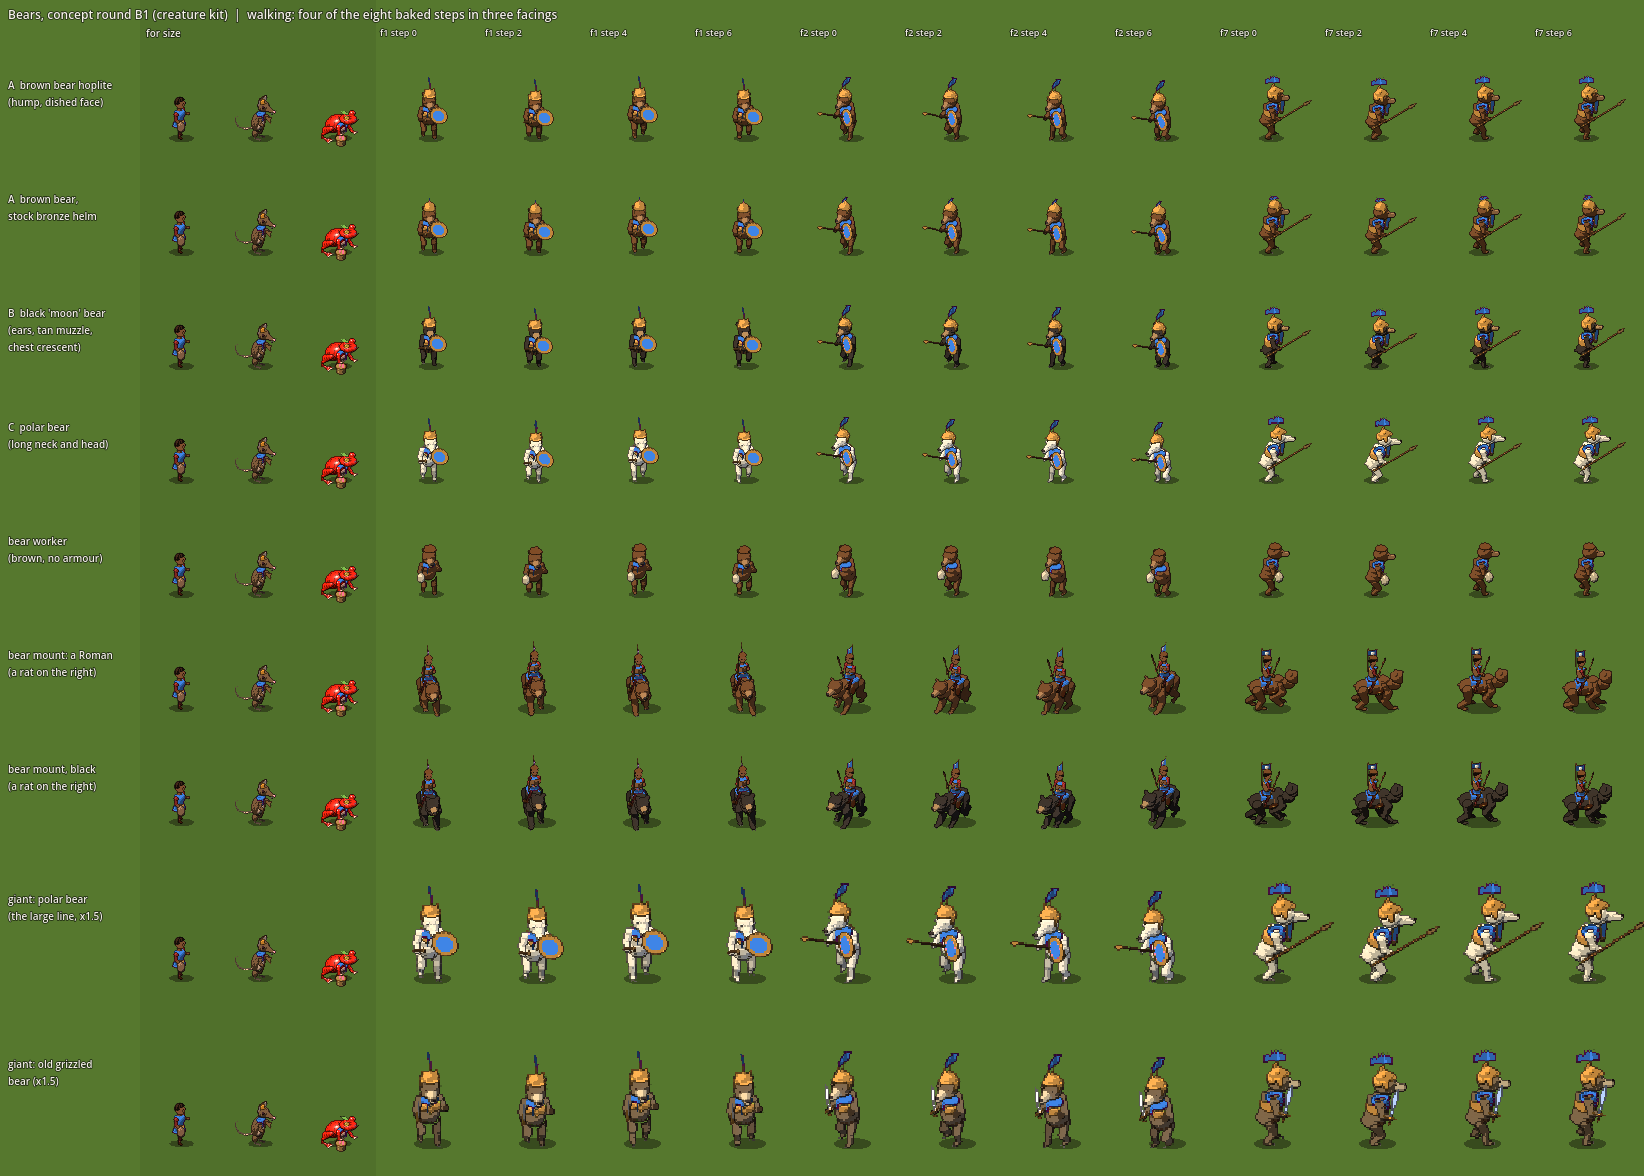 Bears, concept round B1 (creature kit) | walking: four of the eight baked steps in three facings
for size
f1 step 0 f1 step 2 f1 step 4 f1 step 6 f2 step 0 f2 step 2 f2 step 4 f2 step 6 f7 step 0 f7 step 2 f7 step 4 f7 step 6
A brown bear hoplite
(hump, dished face)
A brown bear,
stock bronze helm
B black 'moon' bear
(ears, tan muzzle,
chest crescent)
C polar bear
(long neck and head)
bear worker
(brown, no armour)
bear mount: a Roman
(a rat on the right)
bear mount, black
(a rat on the right)
giant: polar bear
(the large line, x1.5)
giant: old grizzled
bear (x1.5)